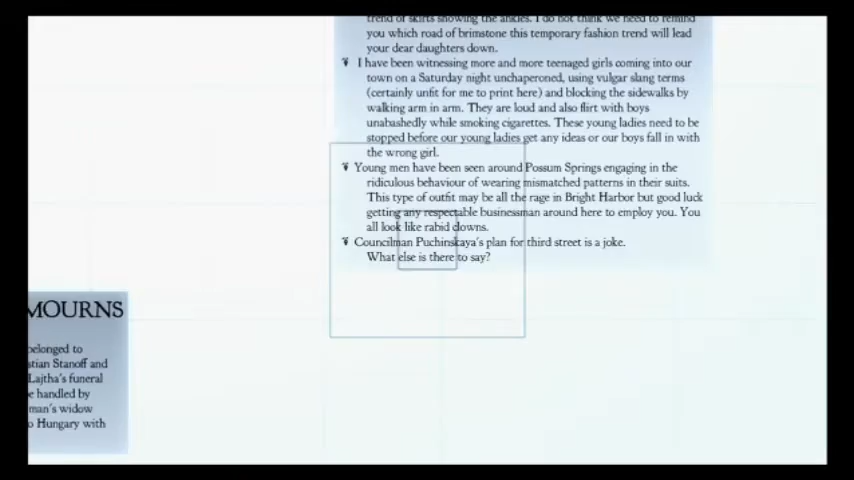 trend of skirts showing the ankles. I do not think we need to remind
you which road of brimstone this temporary fashion trend will lead
your dear daughters down.
I have been witnessing more and more teenaged girls coming into our
town on a Saturday night unchaperoned, using vulgar slang terms
(certainly unfit for me to print here) and blocking the sidewalks by
walking arm in arm. They are loud and also flirt with boys
unabashedly while smoking cigarettes. These young ladies need to be
stopped before our young ladies get any ideas or our boys fall in with
the wrong girl.
Young men have been seen around Possum Springs engaging in the
ridiculous behaviour of wearing mismatched patterns in their suits.
This type of outfit may be all the rage in Bright Harbor but good luck
getting any respectable businessman around here to employ you. You
all look like rabid clowns.
Councilman Puchinskaya's plan for third street is a joke.
What else is there to say?
MOURNS
belonged to
stian Stanoff and
Lajtha's funeral
e handled by
man's widow
o Hungary with